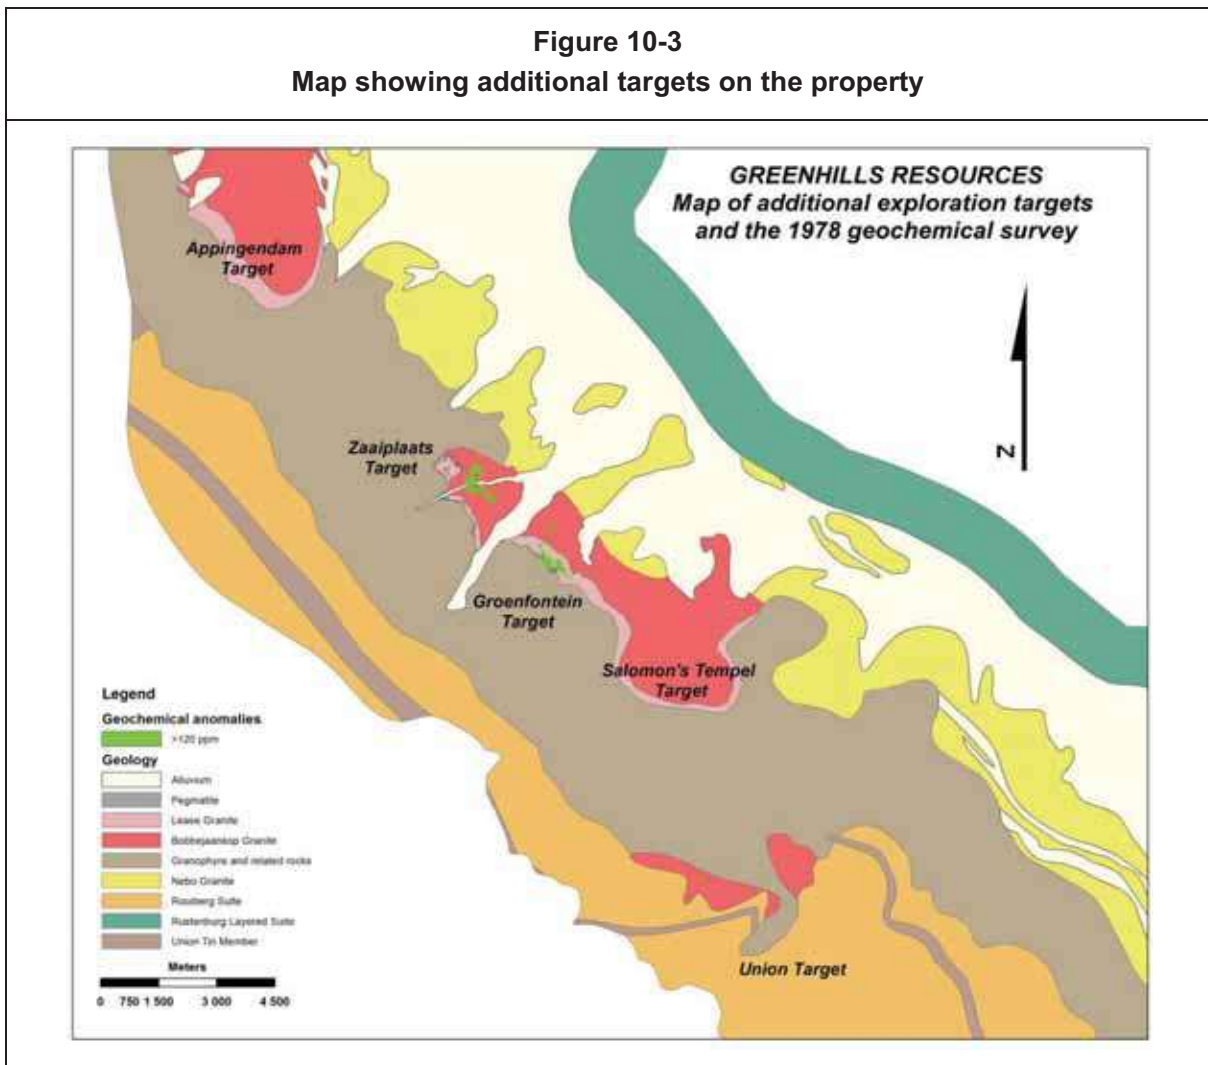 Figure 10-3
Map showing additional targets on the property
GREENHILLS RESOURCES
Map of additional exploration targets
and the 1978 geochemical survey
Appingendam
Target
N
Zaaiplaats
Target
Groenfontein
Target
Salomon's Tempel
Target
Union Target
Legend
Geochemical anomalies
>120 ppm
Geology
Alluvium
Pegmatite
Lease Granite
Bobbejaankop Granite
Granophyre and related rocks
Nebo Granite
Rooiberg Suite
Rustenburg Layered Suite
Union Tin Member
Meters
0 750 1 500 3 000 4 500